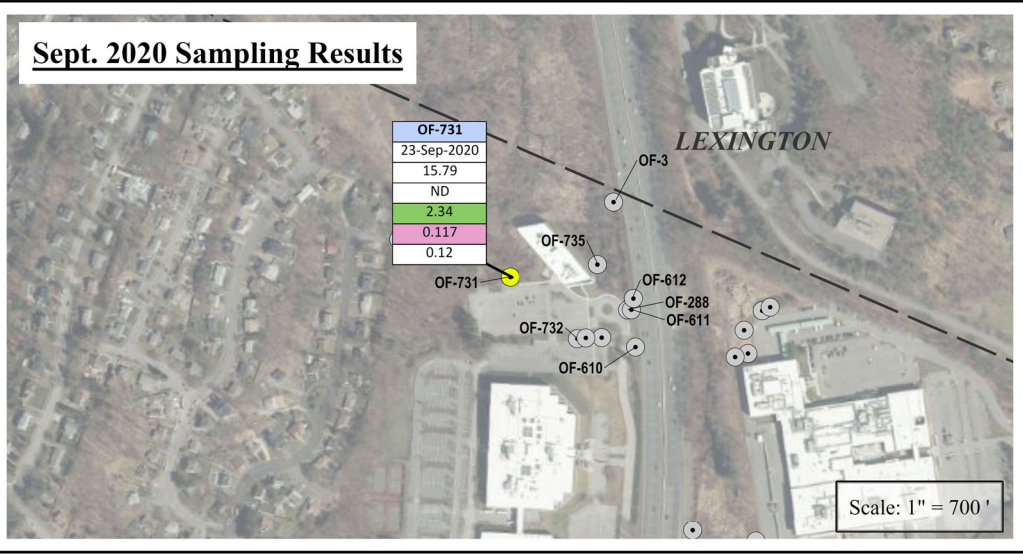 Sept. 2020 Sampling Results
OF-731
23-Sep-2020
15.79
ND
2.34
0.117
0.12
LEXINGTON
OF-3
OF-735
OF-731
OF-612
OF-288
OF-611
OF-732
OF-610
Scale: 1" = 700 '